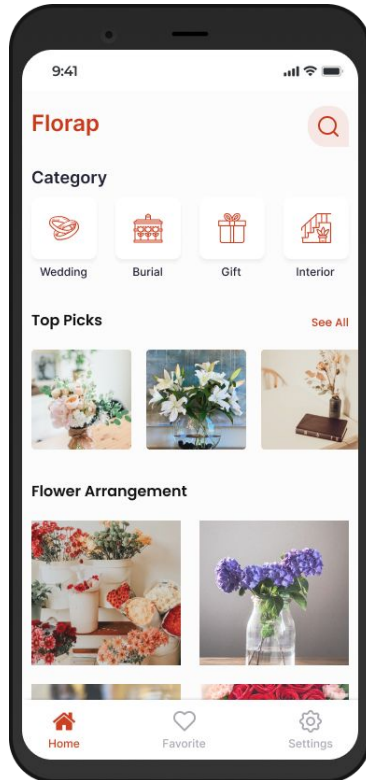 9:41
Florap
Category
Wedding Burial Gift Interior
Top Picks See All
Flower Arrangement
Home Favorite Settings